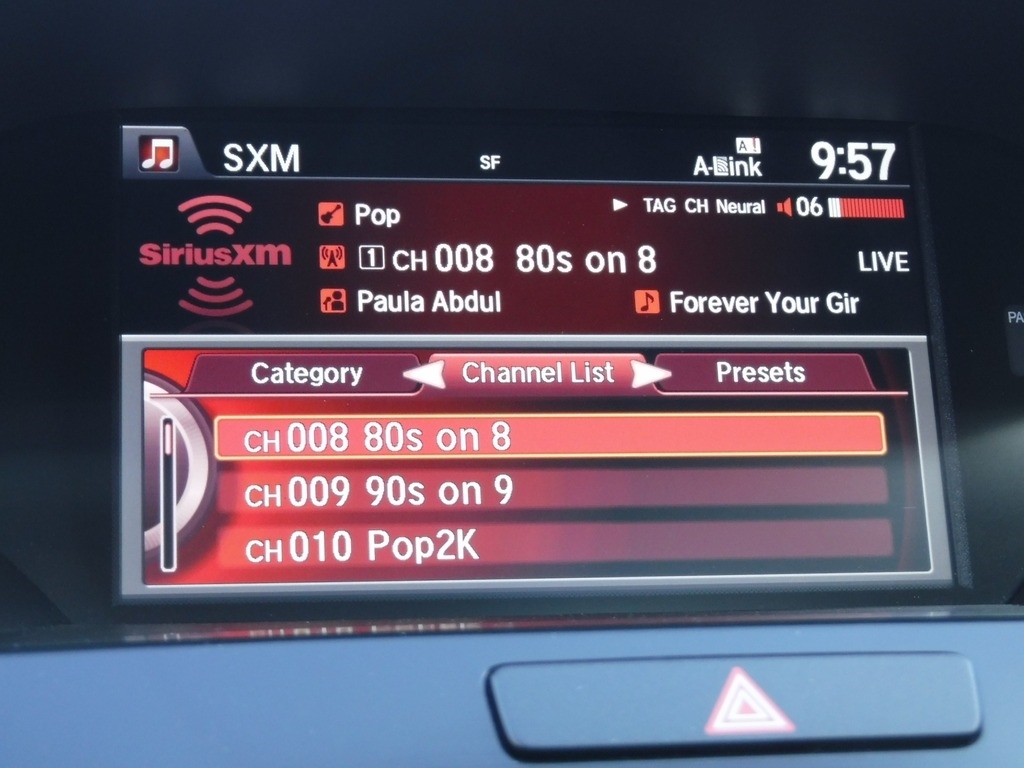 SXM SF A-Link A! 9:57
Pop TAG CH Neural 06
SiriusXM 1 CH 008 80s on 8 LIVE
Paula Abdul Forever Your Gir
Category Channel List Presets
CH 008 80s on 8
CH 009 90s on 9
CH 010 Pop2K
PA